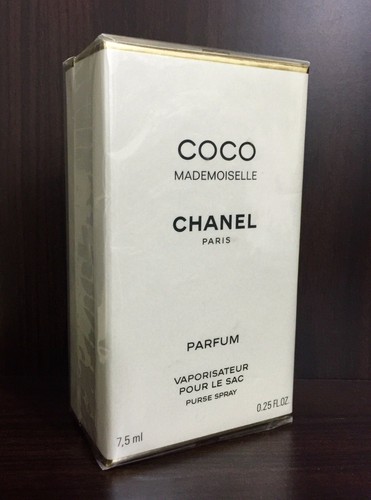 COCO
MADEMOISELLE
CHANEL
PARIS
PARFUM
VAPORISATEUR
POUR LE SAC
PURSE SPRAY
7,5 ml
0.25 FL.OZ.